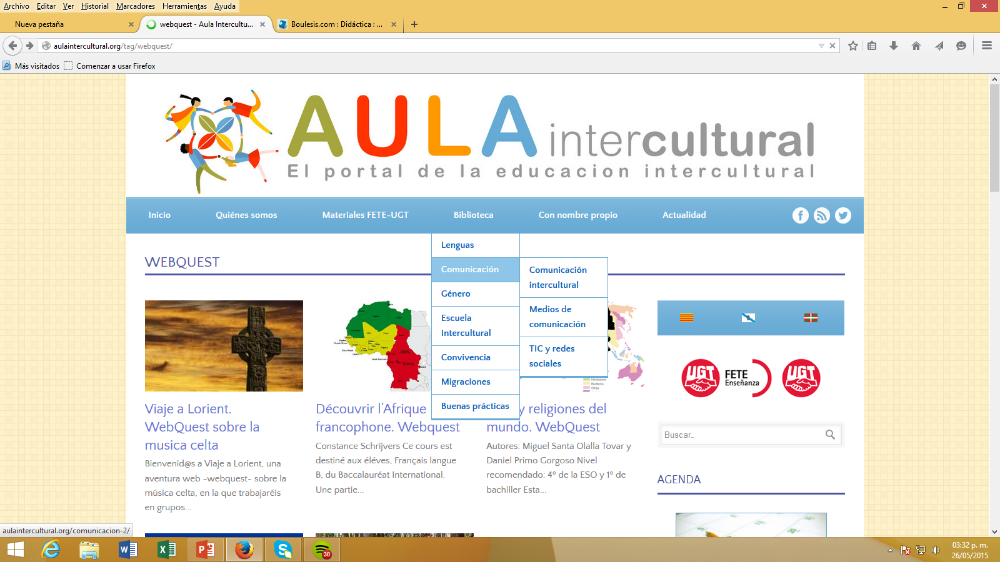 Archivo Editar Ver Historial Marcadores Herramientas Ayuda
Nueva pestaña
webquest - Aula Intercultu...
Boulesis.com : Didáctica : ...
aulaintercultural.org/tag/webquest/
Más visitados
Comenzar a usar Firefox
AULA intercultural
El portal de la educacion intercultural
Inicio
Quiénes somos
Materiales FETE-UGT
Biblioteca
Con nombre propio
Actualidad
Lenguas
Comunicación
Género
Escuela
Intercultural
Convivencia
Migraciones
Buenas prácticas
Comunicación
intercultural
Medios de
comunicación
TIC y redes
sociales
WEBQUEST
Viaje a Lorient.
WebQuest sobre la
musica celta
Bienvenid@s a Viaje a Lorient, una
aventura web -webquest- sobre la
música celta, en la que trabajaréis
en grupos...
Découvrir l'Afrique
francophone. Webquest
Constance Schrijvers Ce cours est
destiné aux éléves, Français langue
B, du Baccalauréat International.
Une partie...
Hinduismo
Budismo
Otras
y religiones del
mundo. WebQuest
Autores: Miguel Santa Olalla Tovar y
Daniel Primo Gorgoso Nivel
recomendado: 4º de la ESO y 1º de
bachiller Esta...
UGT
FETE
Enseñanza
UGT
Buscar..
AGENDA
aulaintercultural.org/comunicacion-2/
30
03:32 p. m.
26/05/2015